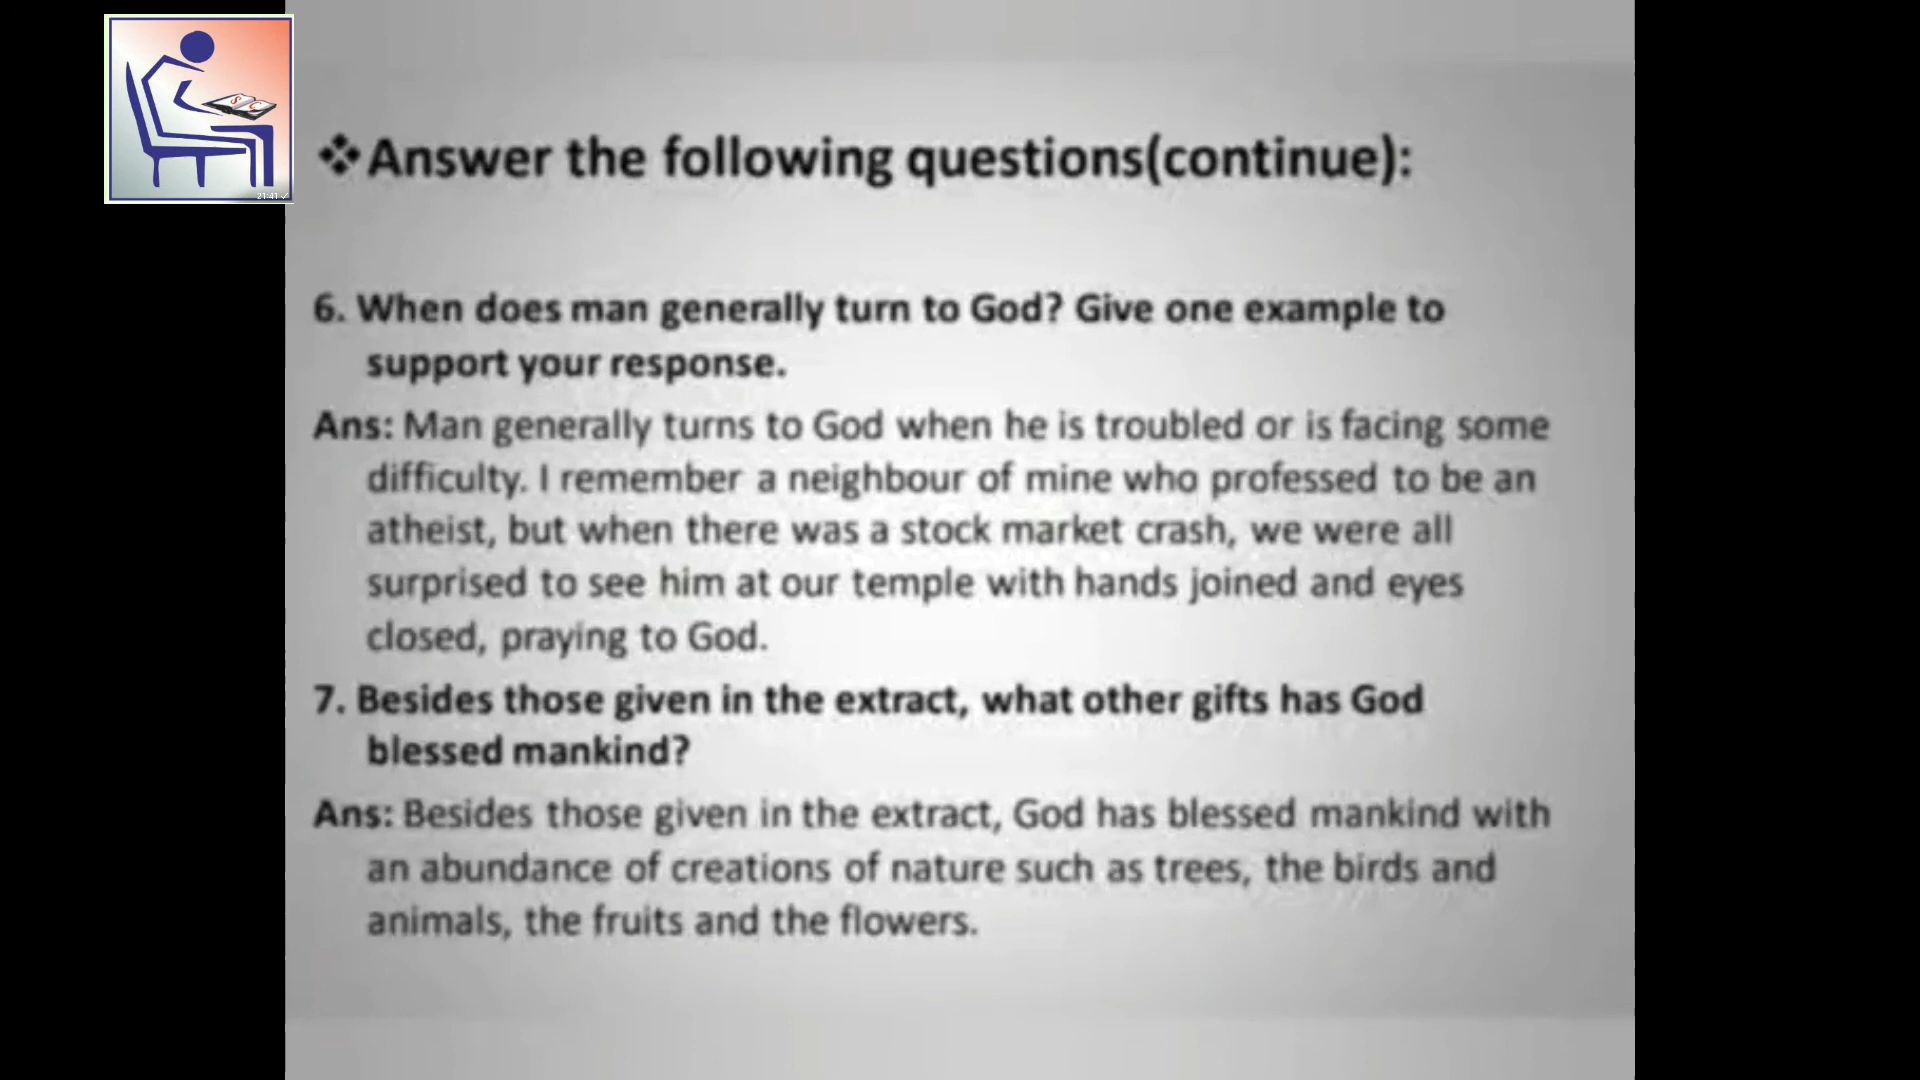 S C
21:41 ✓
❖Answer the following questions(continue):
6. When does man generally turn to God? Give one example to
support your response.
Ans: Man generally turns to God when he is troubled or is facing some
difficulty. I remember a neighbour of mine who professed to be an
atheist, but when there was a stock market crash, we were all
surprised to see him at our temple with hands joined and eyes
closed, praying to God.
7. Besides those given in the extract, what other gifts has God
blessed mankind?
Ans: Besides those given in the extract, God has blessed mankind with
an abundance of creations of nature such as trees, the birds and
animals, the fruits and the flowers.